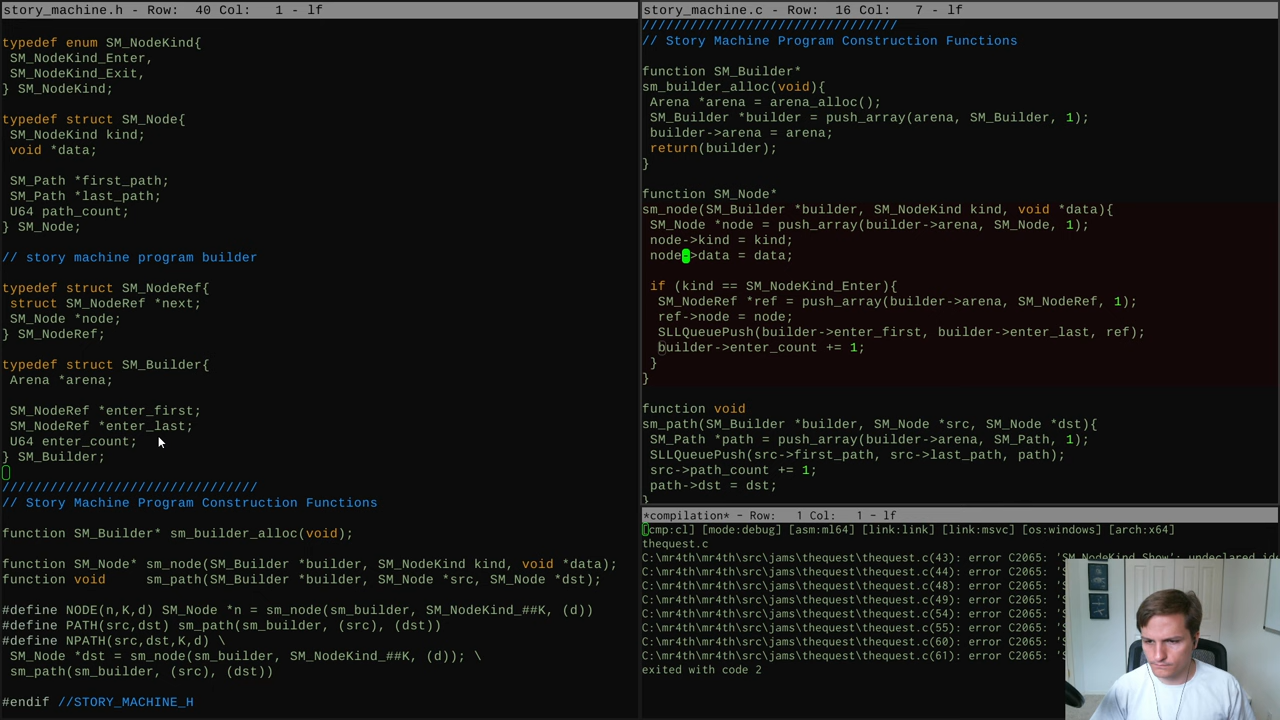 story_machine.h - Row:  40 Col:   1 - lf
typedef enum SM_NodeKind{
SM_NodeKind_Enter,
SM_NodeKind_Exit,
} SM_NodeKind;
typedef struct SM_Node{
SM_NodeKind kind;
void *data;
SM_Path *first_path;
SM_Path *last_path;
U64 path_count;
} SM_Node;
// story machine program builder
typedef struct SM_NodeRef{
struct SM_NodeRef *next;
SM_Node *node;
} SM_NodeRef;
typedef struct SM_Builder{
Arena *arena;
SM_NodeRef *enter_first;
SM_NodeRef *enter_last;
U64 enter_count;
} SM_Builder;
////////////////////////////////
// Story Machine Program Construction Functions
function SM_Builder* sm_builder_alloc(void);
function SM_Node* sm_node(SM_Builder *builder, SM_NodeKind kind, void *data);
function void     sm_path(SM_Builder *builder, SM_Node *src, SM_Node *dst);
#define NODE(n,K,d) SM_Node *n = sm_node(sm_builder, SM_NodeKind_##K, (d))
#define PATH(src,dst) sm_path(sm_builder, (src), (dst))
#define NPATH(src,dst,K,d) \
SM_Node *dst = sm_node(sm_builder, SM_NodeKind_##K, (d)); \
sm_path(sm_builder, (src), (dst))
#endif //STORY_MACHINE_H
story_machine.c - Row:  16 Col:   7 - lf
////////////////////////////////
// Story Machine Program Construction Functions
function SM_Builder*
sm_builder_alloc(void){
Arena *arena = arena_alloc();
SM_Builder *builder = push_array(arena, SM_Builder, 1);
builder->arena = arena;
return(builder);
}
function SM_Node*
sm_node(SM_Builder *builder, SM_NodeKind kind, void *data){
SM_Node *node = push_array(builder->arena, SM_Node, 1);
node->kind = kind;
node->data = data;
if (kind == SM_NodeKind_Enter){
SM_NodeRef *ref = push_array(builder->arena, SM_NodeRef, 1);
ref->node = node;
SLLQueuePush(builder->enter_first, builder->enter_last, ref);
builder->enter_count += 1;
}
}
function void
sm_path(SM_Builder *builder, SM_Node *src, SM_Node *dst){
SM_Path *path = push_array(builder->arena, SM_Path, 1);
SLLQueuePush(src->first_path, src->last_path, path);
src->path_count += 1;
path->dst = dst;
}
*compilation* - Row:   1 Col:   1 - lf
[cmp:cl] [mode:debug] [asm:ml64] [link:link] [link:msvc] [os:windows] [arch:x64]
thequest.c
C:\mr4th\mr4th\src\jams\thequest\thequest.c(43): error C2065: 'SM_NodeKind_Show': undeclared
C:\mr4th\mr4th\src\jams\thequest\thequest.c(44): error C2065:
C:\mr4th\mr4th\src\jams\thequest\thequest.c(48): error C2065:
C:\mr4th\mr4th\src\jams\thequest\thequest.c(49): error C2065:
C:\mr4th\mr4th\src\jams\thequest\thequest.c(54): error C2065:
C:\mr4th\mr4th\src\jams\thequest\thequest.c(55): error C2065:
C:\mr4th\mr4th\src\jams\thequest\thequest.c(60): error C2065:
C:\mr4th\mr4th\src\jams\thequest\thequest.c(61): error C2065:
exited with code 2